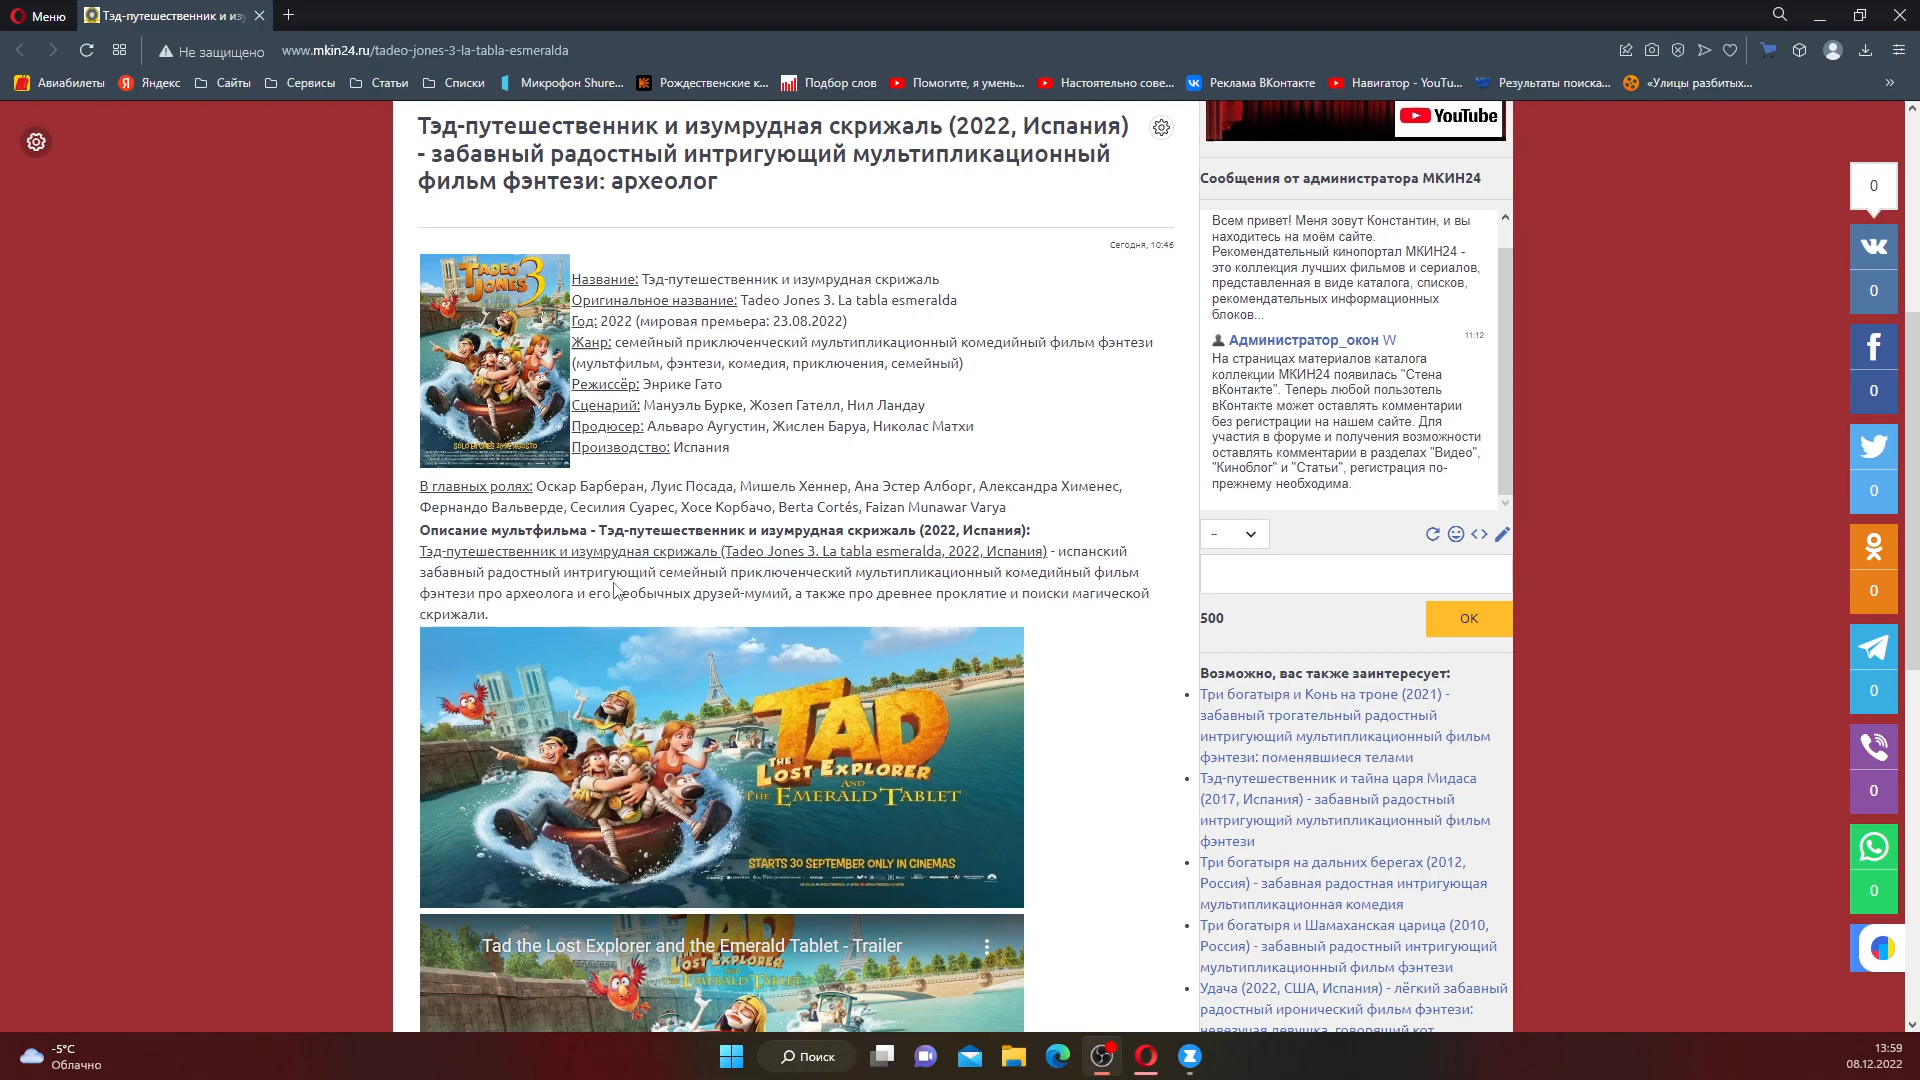 Меню
Тэд-путешественник и изу
Не защищено
www.mkin24.ru/tadeo-jones-3-la-tabla-esmeralda
Авиабилеты
Яндекс
Сайты
Сервисы
Статьи
Списки
Микрофон Shure...
Рождественские к...
Подбор слов
Помогите, я умень...
Настоятельно сове...
Реклама ВКонтакте
Навигатор - YouTu...
Результаты поиска...
«Улицы разбитых...
Тэд-путешественник и изумрудная скрижаль (2022, Испания)
- забавный радостный интригующий мультипликационный
фильм фэнтези: археолог
Сегодня, 10:46
TADEO
JONES 3
Название: Тэд-путешественник и изумрудная скрижаль
Оригинальное название: Tadeo Jones 3. La tabla esmeralda
Год: 2022 (мировая премьера: 23.08.2022)
Жанр: семейный приключенческий мультипликационный комедийный фильм фэнтези
(мультфильм, фэнтези, комедия, приключения, семейный)
Режиссёр: Энрике Гато
Сценарий: Мануэль Бурке, Жозеп Гателл, Нил Ландау
Продюсер: Альваро Аугустин, Жислен Баруа, Николас Матхи
Производство: Испания
В главных ролях: Оскар Барберан, Луис Посада, Мишель Хеннер, Ана Эстер Алборг, Александра Хименес,
Фернандо Вальверде, Сесилия Суарес, Хосе Корбачо, Berta Cortés, Faizan Munawar Varya
Описание мультфильма - Тэд-путешественник и изумрудная скрижаль (2022, Испания):
Тэд-путешественник и изумрудная скрижаль (Tadeo Jones 3. La tabla esmeralda, 2022, Испания) - испанский
забавный радостный интригующий семейный приключенческий мультипликационный комедийный фильм
фэнтези про археолога и его необычных друзей-мумий, а также про древнее проклятие и поиски магической
скрижали.
TAD
THE
LOST EXPLORER
AND
THE EMERALD TABLET
STARTS 30 SEPTEMBER ONLY IN CINEMAS
Tad the Lost Explorer and the Emerald Tablet - Trailer
TAD
LOST EXPLORER
EMERALD TABLET
YouTube
Сообщения от администратора МКИН24
Всем привет! Меня зовут Константин, и вы
находитесь на моём сайте.
Рекомендательный кинопортал МКИН24 -
это коллекция лучших фильмов и сериалов,
представленная в виде каталога, списков,
рекомендательных информационных
блоков...
Администратор_окон W
11:12
На страницах материалов каталога
коллекции МКИН24 появилась "Стена
вКонтакте". Теперь любой пользотель
вКонтакте может оставлять комментарии
без регистрации на нашем сайте. Для
участия в форуме и получения возможности
оставлять комментарии в разделах "Видео",
"Киноблог" и "Статьи", регистрация по-
прежнему необходима.
--
500
OK
Возможно, вас также заинтересует:
Три богатыря и Конь на троне (2021) -
забавный трогательный радостный
интригующий мультипликационный фильм
фэнтези: поменявшиеся телами
Тэд-путешественник и тайна царя Мидаса
(2017, Испания) - забавный радостный
интригующий мультипликационный фильм
фэнтези
Три богатыря на дальних берегах (2012,
Россия) - забавная радостная интригующая
мультипликационная комедия
Три богатыря и Шамаханская царица (2010,
Россия) - забавный радостный интригующий
мультипликационный фильм фэнтези
Удача (2022, США, Испания) - лёгкий забавный
радостный иронический фильм фэнтези:
невезучая девушка, говорящий кот
0
0
0
0
0
0
0
0
-5°C
Облачно
Поиск
13:59
08.12.2022